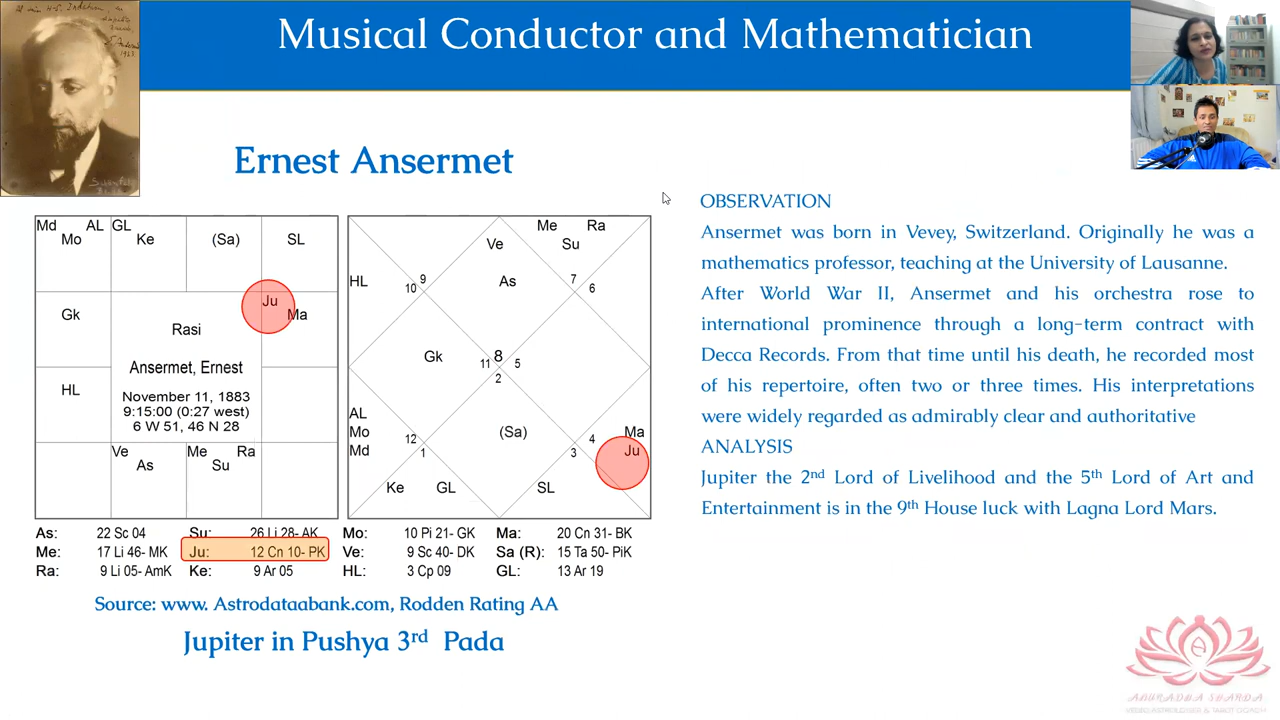 Musical Conductor and Mathematician
Ernest Ansermet
Md AL GL
Mo Ke (Sa) SL
Ju
Gk Ma
Rasi
Ansermet, Ernest
HL
November 11, 1883
9:15:00 (0:27 west)
6 W 51, 46 N 28
Ve Me Ra
As Su
Me Ra
Ve Su
HL 9 As 7
10 6
Gk 8
11 5
2
AL
Mo 12 (Sa) 4 Ma
Md 1 3 Ju
Ke GL SL
As: 22 Sc 04 Su: 26 Li 28- AK Mo: 10 Pi 21- GK Ma: 20 Cn 31- BK
Me: 17 Li 46- MK Ju: 12 Cn 10- PK Ve: 9 Sc 40- DK Sa (R): 15 Ta 50- PiK
Ra: 9 Li 05- AmK Ke: 9 Ar 05 HL: 3 Cp 09 GL: 13 Ar 19
Source: www. Astrodataabank.com, Rodden Rating AA
Jupiter in Pushya 3rd Pada
OBSERVATION
Ansermet was born in Vevey, Switzerland. Originally he was a
mathematics professor, teaching at the University of Lausanne.
After World War II, Ansermet and his orchestra rose to
international prominence through a long-term contract with
Decca Records. From that time until his death, he recorded most
of his repertoire, often two or three times. His interpretations
were widely regarded as admirably clear and authoritative
ANALYSIS
Jupiter the 2nd Lord of Livelihood and the 5th Lord of Art and
Entertainment is in the 9th House luck with Lagna Lord Mars.